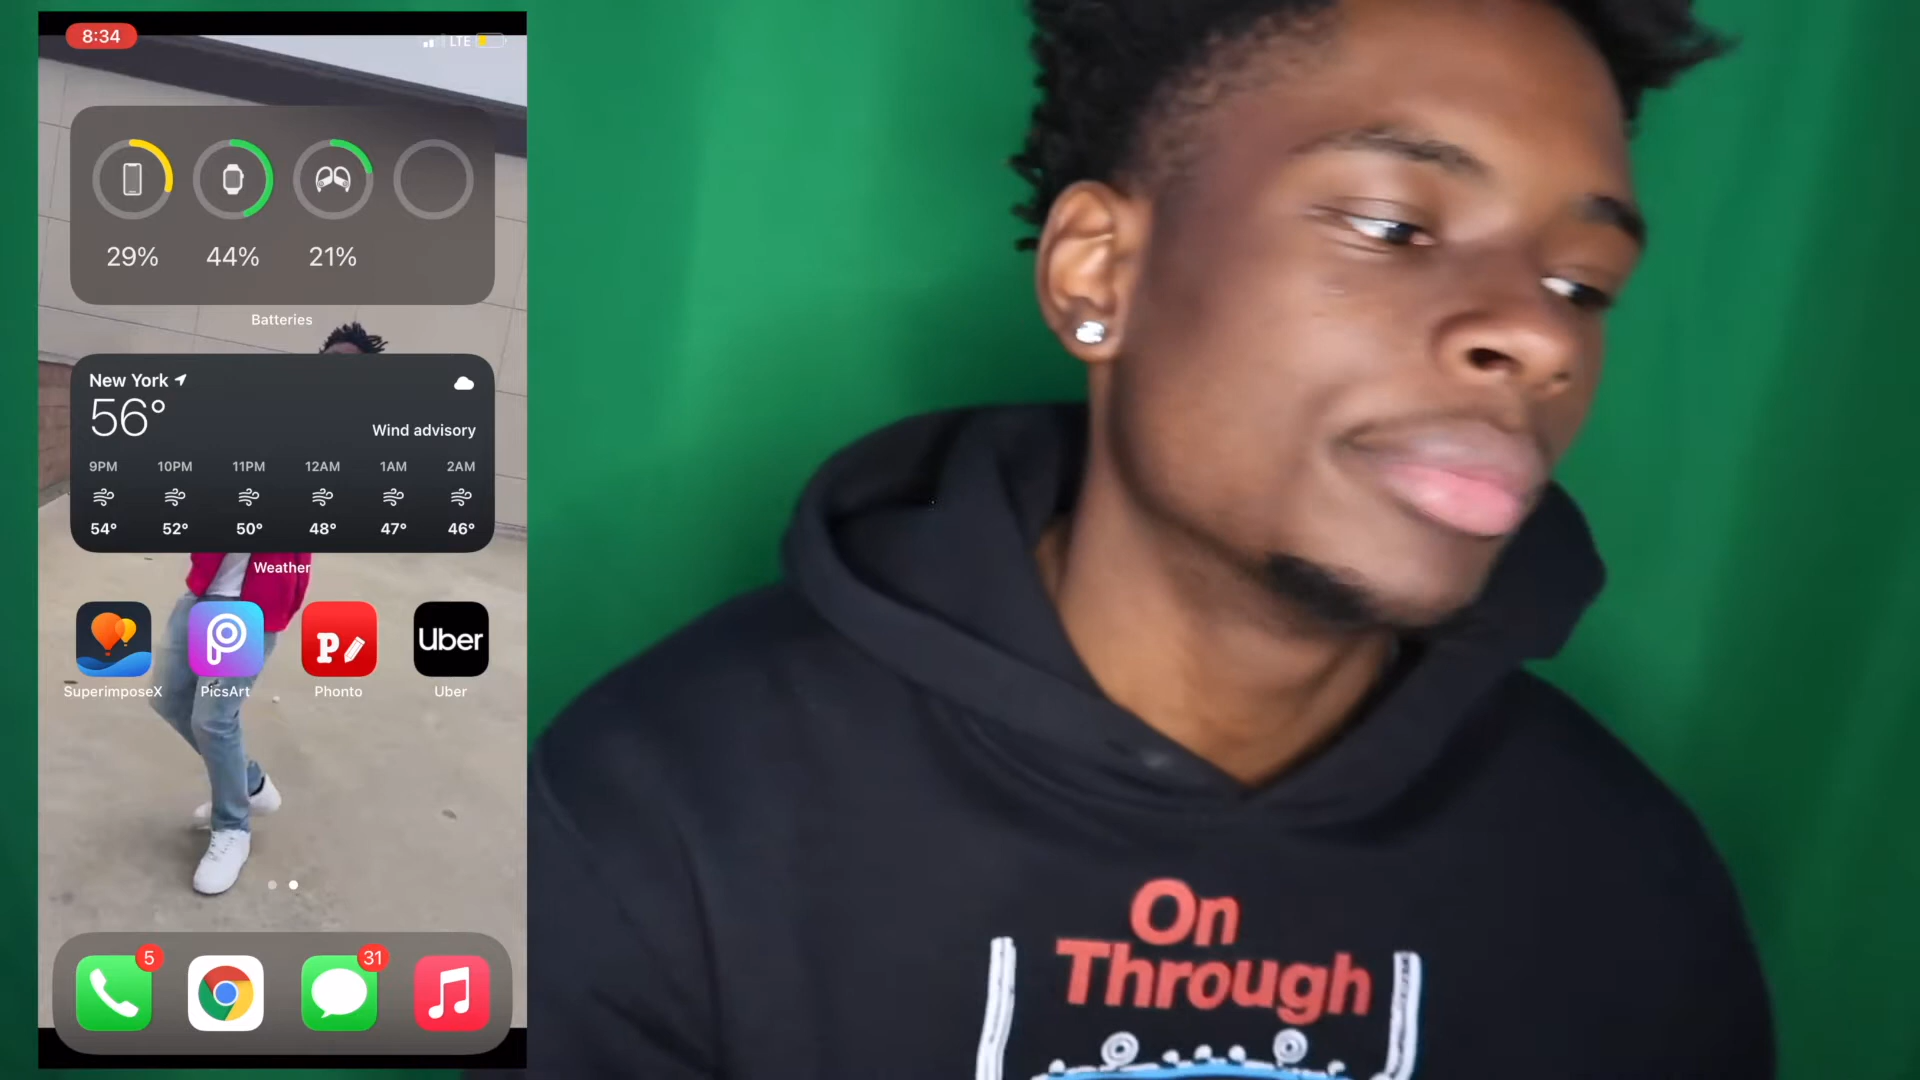 8:34
LTE
29% 44% 21%
Batteries
New York
56°
Wind advisory
9PM 10PM 11PM 12AM 1AM 2AM
54° 52° 50° 48° 47° 46°
Weather
Uber
SuperimposeX PicsArt Phonto Uber
5 31
On
Through